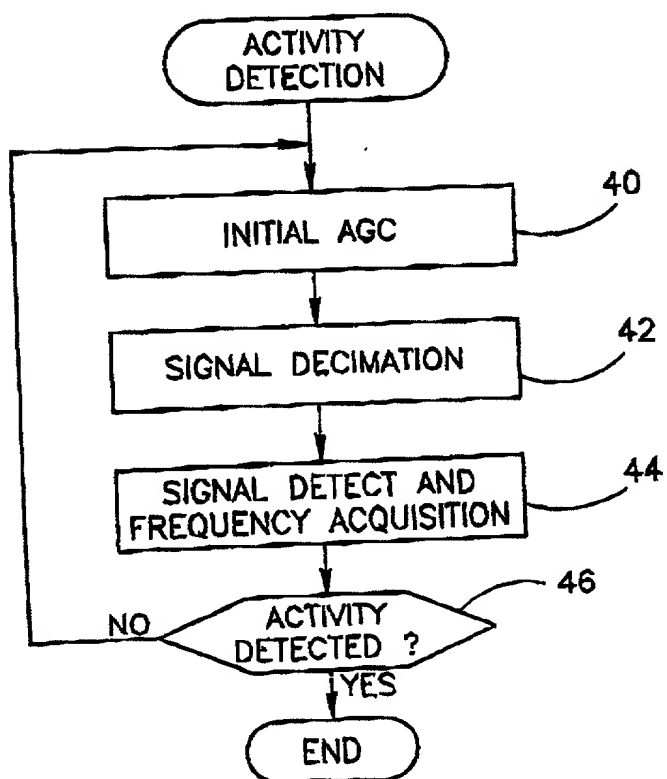 ACTIVITY
DETECTION
INITIAL AGC
40
SIGNAL DECIMATION
42
SIGNAL DETECT AND
FREQUENCY ACQUISITION
44
ACTIVITY
DETECTED ?
46
NO
YES
END